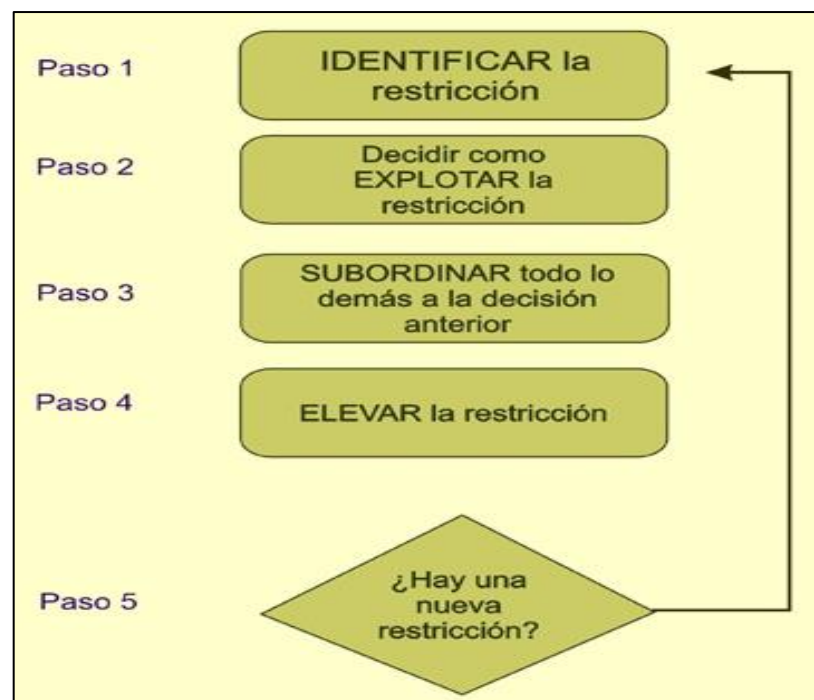 Paso 1
IDENTIFICAR la
restricción
Paso 2
Decidir como
EXPLOTAR la
restricción
Paso 3
SUBORDINAR todo lo
demás a la decisión
anterior
Paso 4
ELEVAR la restricción
Paso 5
¿Hay una
nueva
restricción?